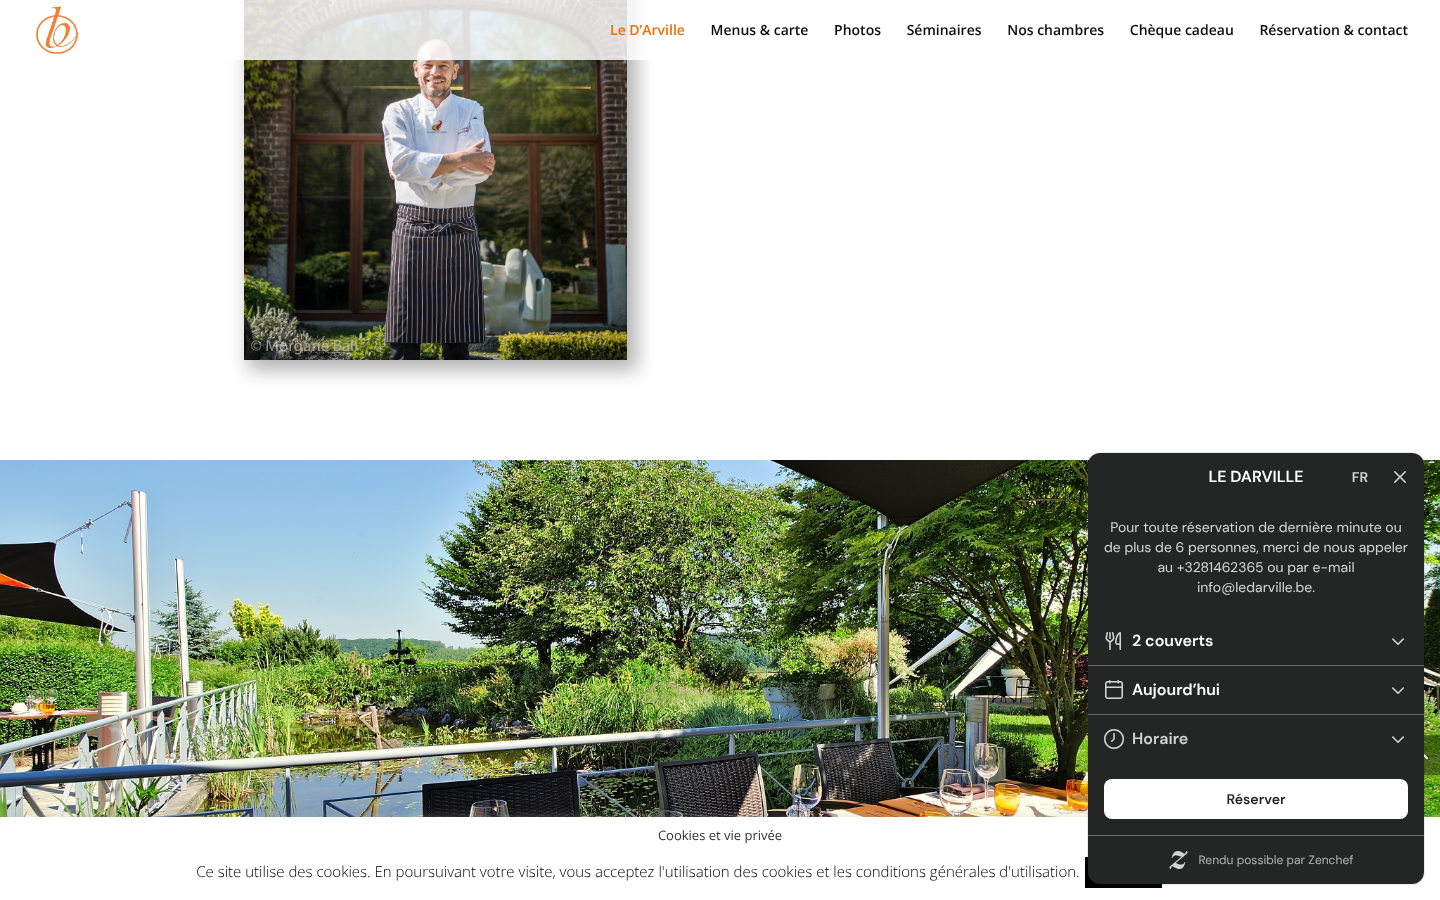 b
Le D'Arville
Menus & carte
Photos
Séminaires
Nos chambres
Chèque cadeau
Réservation & contact
LE DARVILLE
FR
Pour toute réservation de dernière minute ou
de plus de 6 personnes, merci de nous appeler
au +3281462365 ou par e-mail
info@ledarville.be.
2 couverts
Aujourd’hui
Horaire
Réserver
Rendu possible par Zenchef
Cookies et vie privée
Ce site utilise des cookies. En poursuivant votre visite, vous acceptez l'utilisation des cookies et les conditions générales d'utilisation.